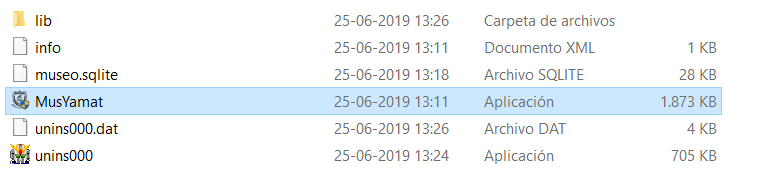 lib 25-06-2019 13:26 Carpeta de archivos
info 25-06-2019 13:11 Documento XML 1 KB
museo.sqlite 25-06-2019 13:18 Archivo SQLITE 28 KB
MusYamat 25-06-2019 13:11 Aplicación 1.873 KB
unins000.dat 25-06-2019 13:26 Archivo DAT 4 KB
unins000 25-06-2019 13:24 Aplicación 705 KB